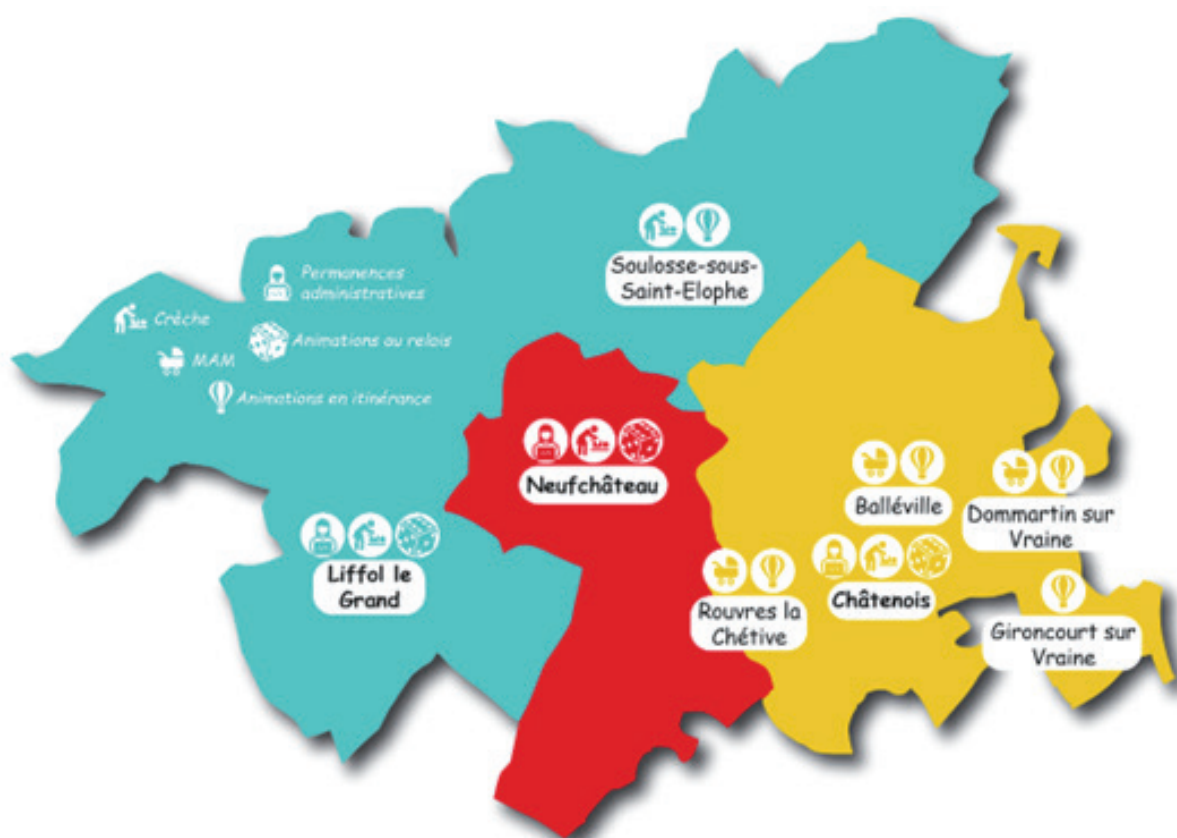 Soulosse-sous-
Saint-Elophe
Permanences
administratives
Crèche
Animations au relais
MAM
Animations en itinérance
Neufchâteau
Balléville
Dommartin sur
Vraine
Liffol le
Grand
Rouvres la
Chétive
Châtenois
Gironcourt sur
Vraine